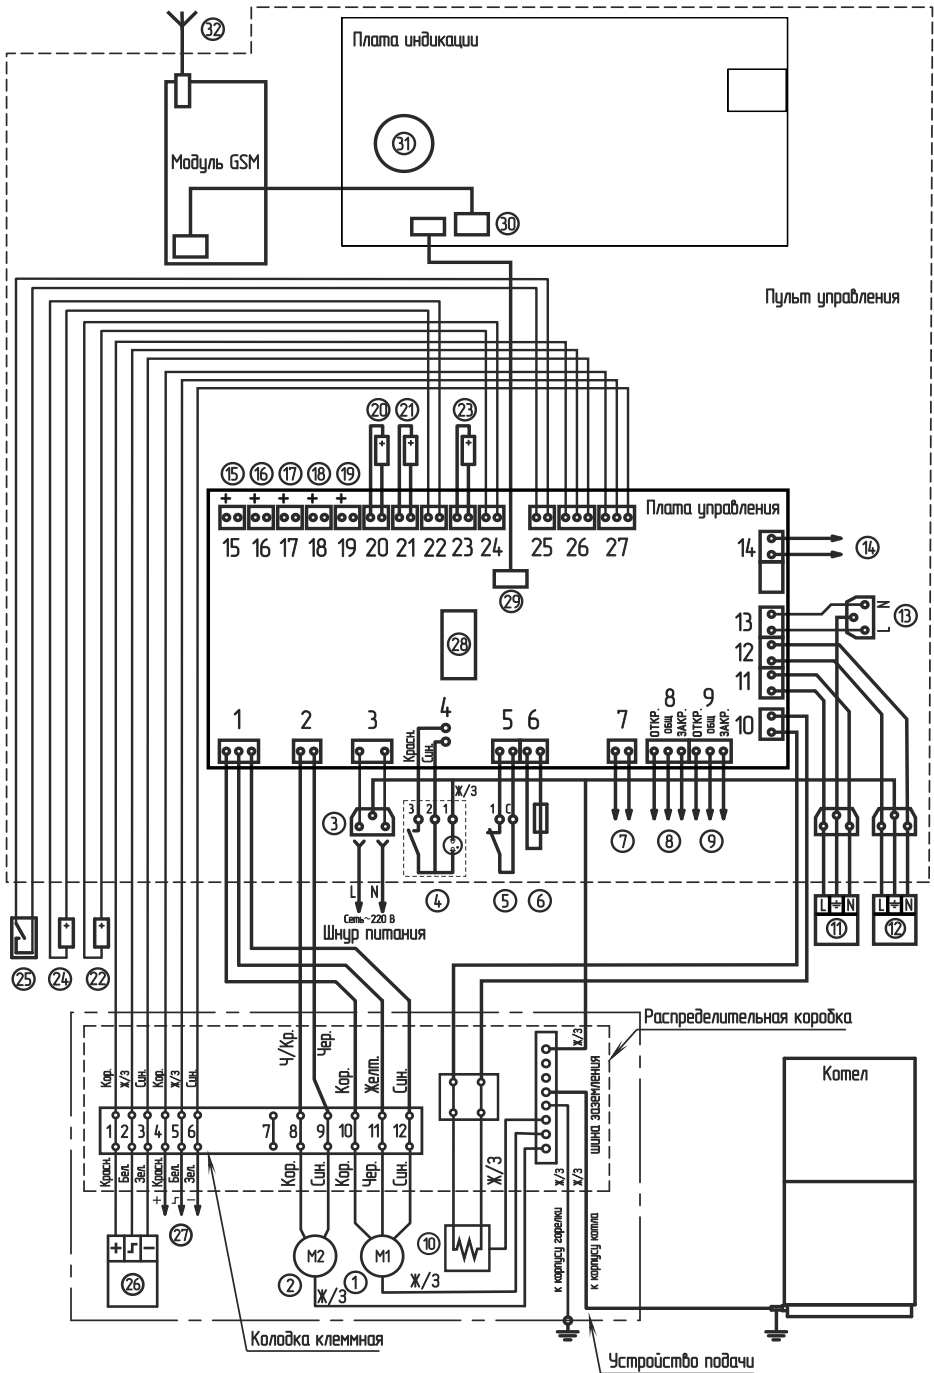 32
Плата индикации
31
Модуль GSM
30
Пульт управления
20 21 23
15 16 17 18 19
+ + + + +
Плата управления
15 16 17 18 19 20 21 22 23 24 25 26 27
14 14
29
13 N 13
L
28
12
11
10
1 2 3 4 5 6 7 8 9
Красн. Син.
ОТКР. ОБЩ ЗАКР. ОТКР. ОБЩ ЗАКР.
Ж/З
3 2 1 1 С
3
7 8 9
4 5 6
L N
Сеть~220 В
Шнур питания
L N L N
11 12
25 24 22
Распределительная коробка
Ж/З
Кор. Ж/З Син. Кор. Ж/З Син.
Ч/Кр. Чер. Кор. Желт. Син.
шина заземления
Котел
1 2 3 4 5 6 7 8 9 10 11 12
Красн. Бел. Зел. Красн. Бел. Зел.
Кор. Син. Кор. Чер. Син.
Ж/З
Ж/З Ж/З
+ −
27
10
+ −
26
М2 М1
2 1
Ж/З Ж/З
к корпусу горелки
к корпусу котла
Колодка клеммная
Устройство подачи